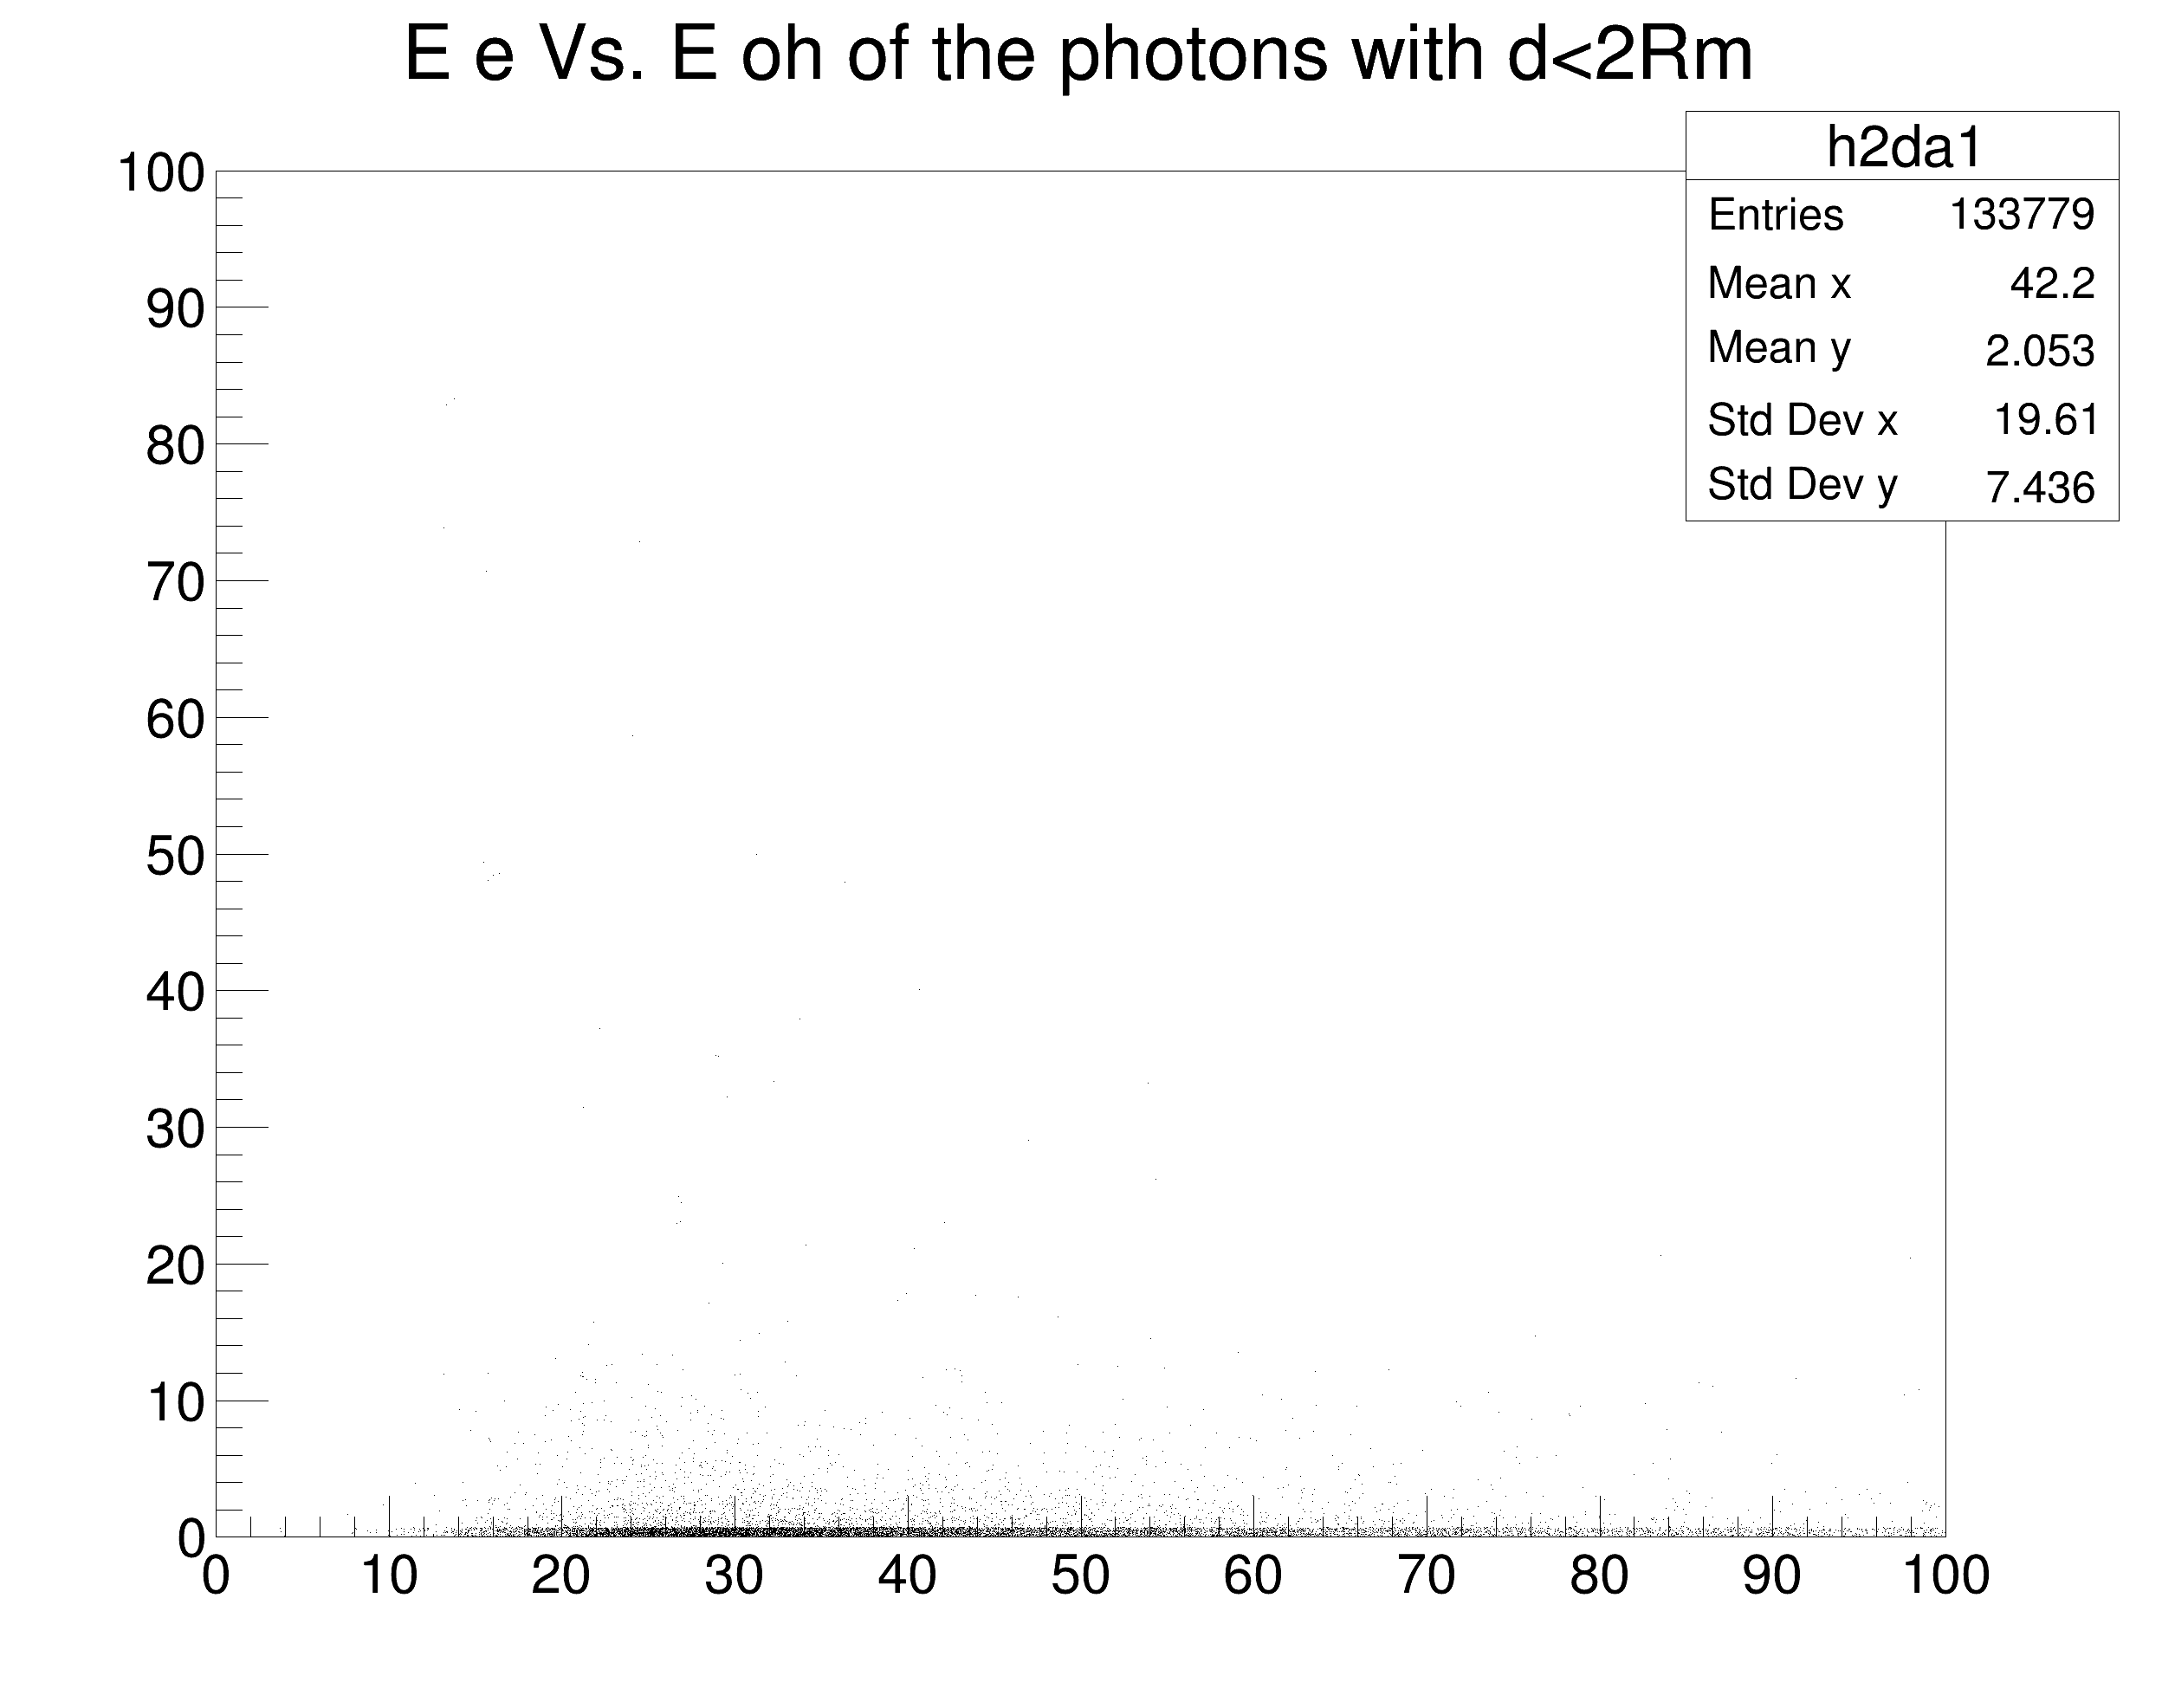 E e Vs. E oh of the photons with d<2Rm
h2da1
Entries 133779
Mean x 42.2
Mean y 2.053
Std Dev x 19.61
Std Dev y 7.436
100
90
80
70
60
50
40
30
20
10
0
0 10 20 30 40 50 60 70 80 90 100